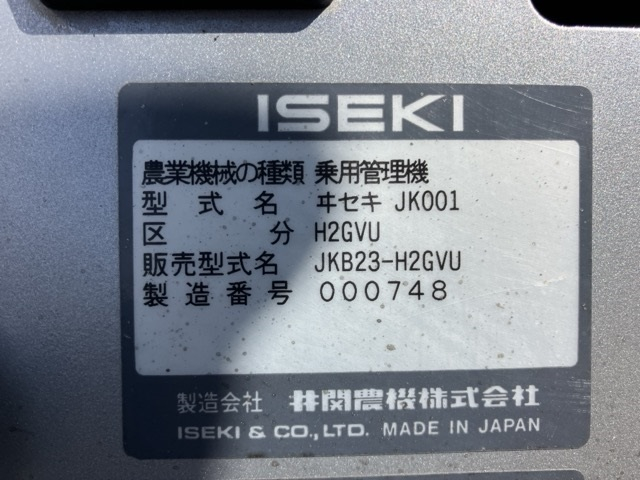 ISEKI
農業機械の種類 乗用管理機
型式名 ヰセキ JK001
区分 H2GVU
販売型式名 JKB23-H2GVU
製造番号 000748
製造会社 井関農機株式会社
ISEKI & CO.,LTD. MADE IN JAPAN